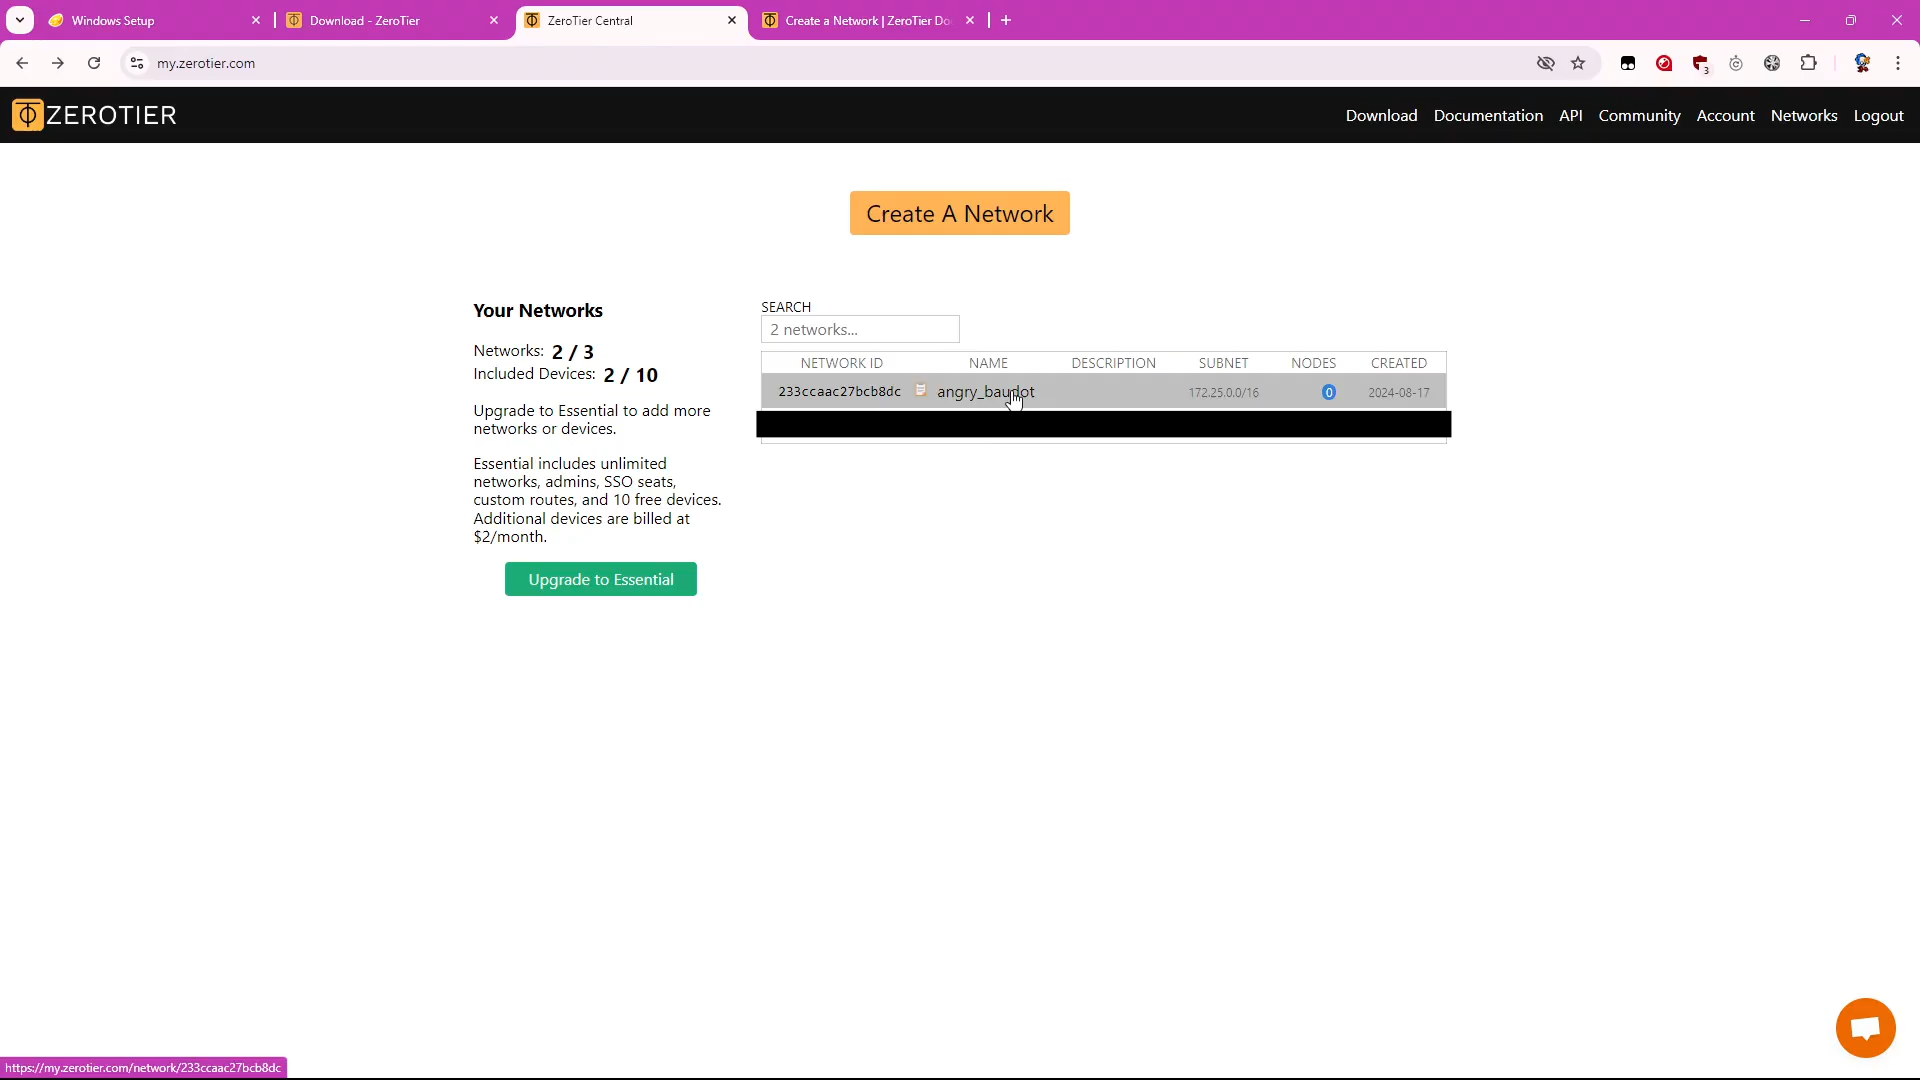 Windows Setup
Download - ZeroTier
ZeroTier Central
Create a Network | ZeroTier Do
my.zerotier.com
3
ZEROTIER
Download Documentation API Community Account Networks Logout
Create A Network
Your Networks
Networks: 2 / 3
Included Devices: 2 / 10
Upgrade to Essential to add more
networks or devices.
Essential includes unlimited
networks, admins, SSO seats,
custom routes, and 10 free devices.
Additional devices are billed at
$2/month.
Upgrade to Essential
SEARCH
2 networks...
NETWORK ID NAME DESCRIPTION SUBNET NODES CREATED
233ccaac27bcb8dc angry_baudot 172.25.0.0/16 0 2024-08-17
https://my.zerotier.com/network/233ccaac27bcb8dc